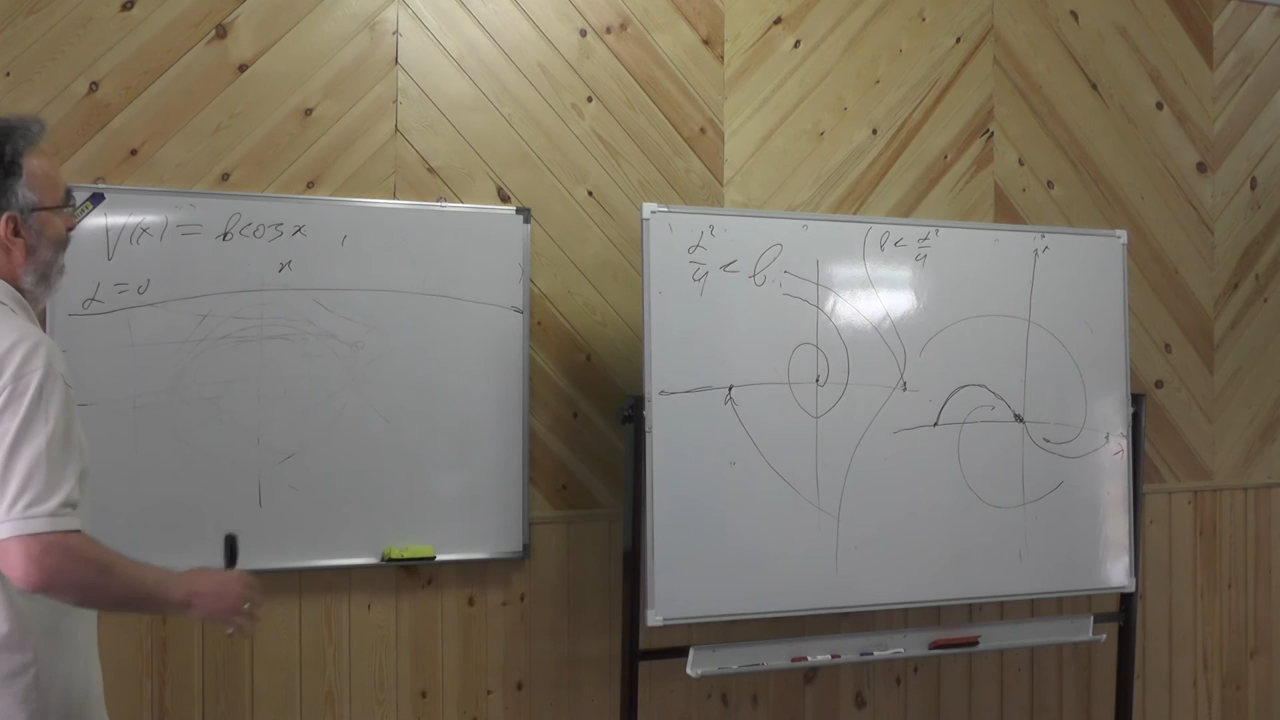 V(x) = b cos x ,
x
α = 0
α²/4 < b
b < α²/4